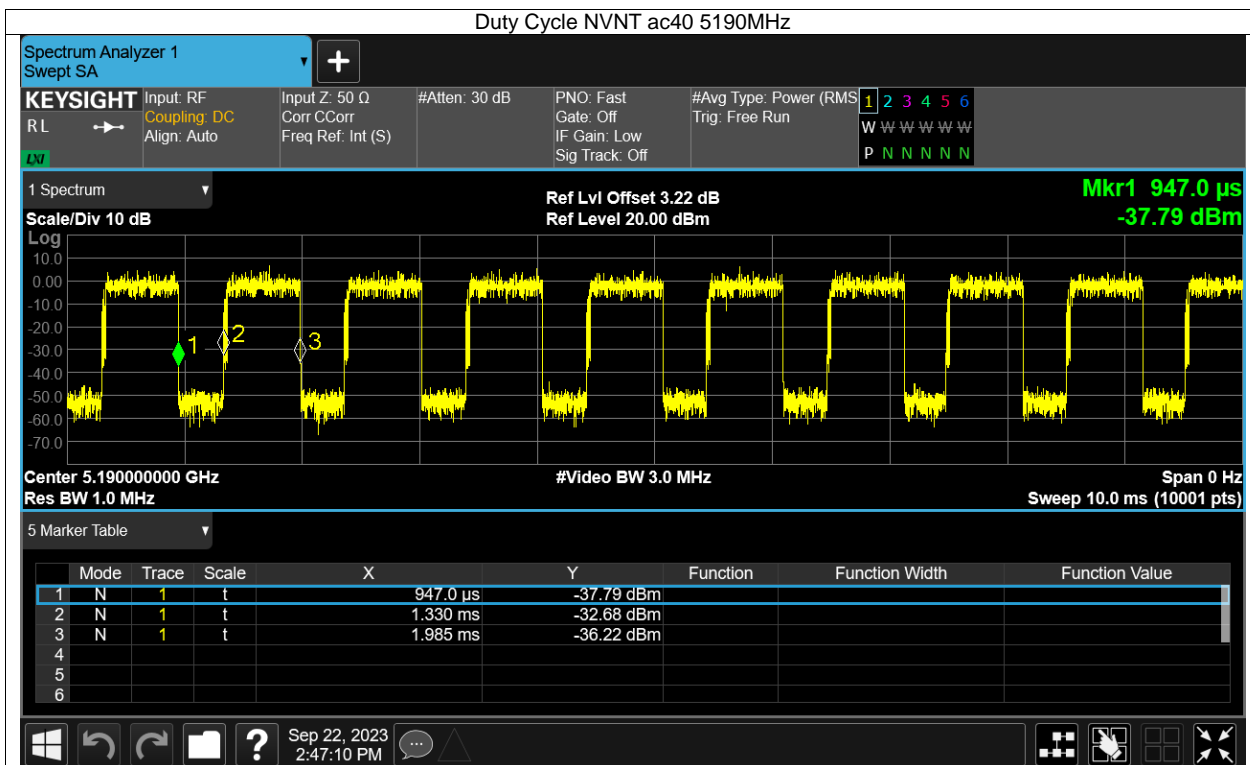 Duty Cycle NVNT ac40 5190MHz
Spectrum Analyzer 1
Swept SA
KEYSIGHT
RL
LXI
Input: RF
Coupling: DC
Align: Auto
Input Z: 50 Ω
Corr CCorr
Freq Ref: Int (S)
#Atten: 30 dB
PNO: Fast
Gate: Off
IF Gain: Low
Sig Track: Off
#Avg Type: Power (RMS
Trig: Free Run
1 2 3 4 5 6
W W W W W W
P N N N N N
1 Spectrum
Scale/Div 10 dB
Ref Lvl Offset 3.22 dB
Ref Level 20.00 dBm
Mkr1 947.0 µs
-37.79 dBm
Log
10.0
0.00
-10.0
-20.0
-30.0
-40.0
-50.0
-60.0
-70.0
1
2
3
Center 5.190000000 GHz
#Video BW 3.0 MHz
Span 0 Hz
Res BW 1.0 MHz
Sweep 10.0 ms (10001 pts)
5 Marker Table
Mode Trace Scale X Y Function Function Width Function Value
1 N 1 t 947.0 µs -37.79 dBm
2 N 1 t 1.330 ms -32.68 dBm
3 N 1 t 1.985 ms -36.22 dBm
4
5
6
?
Sep 22, 2023
2:47:10 PM